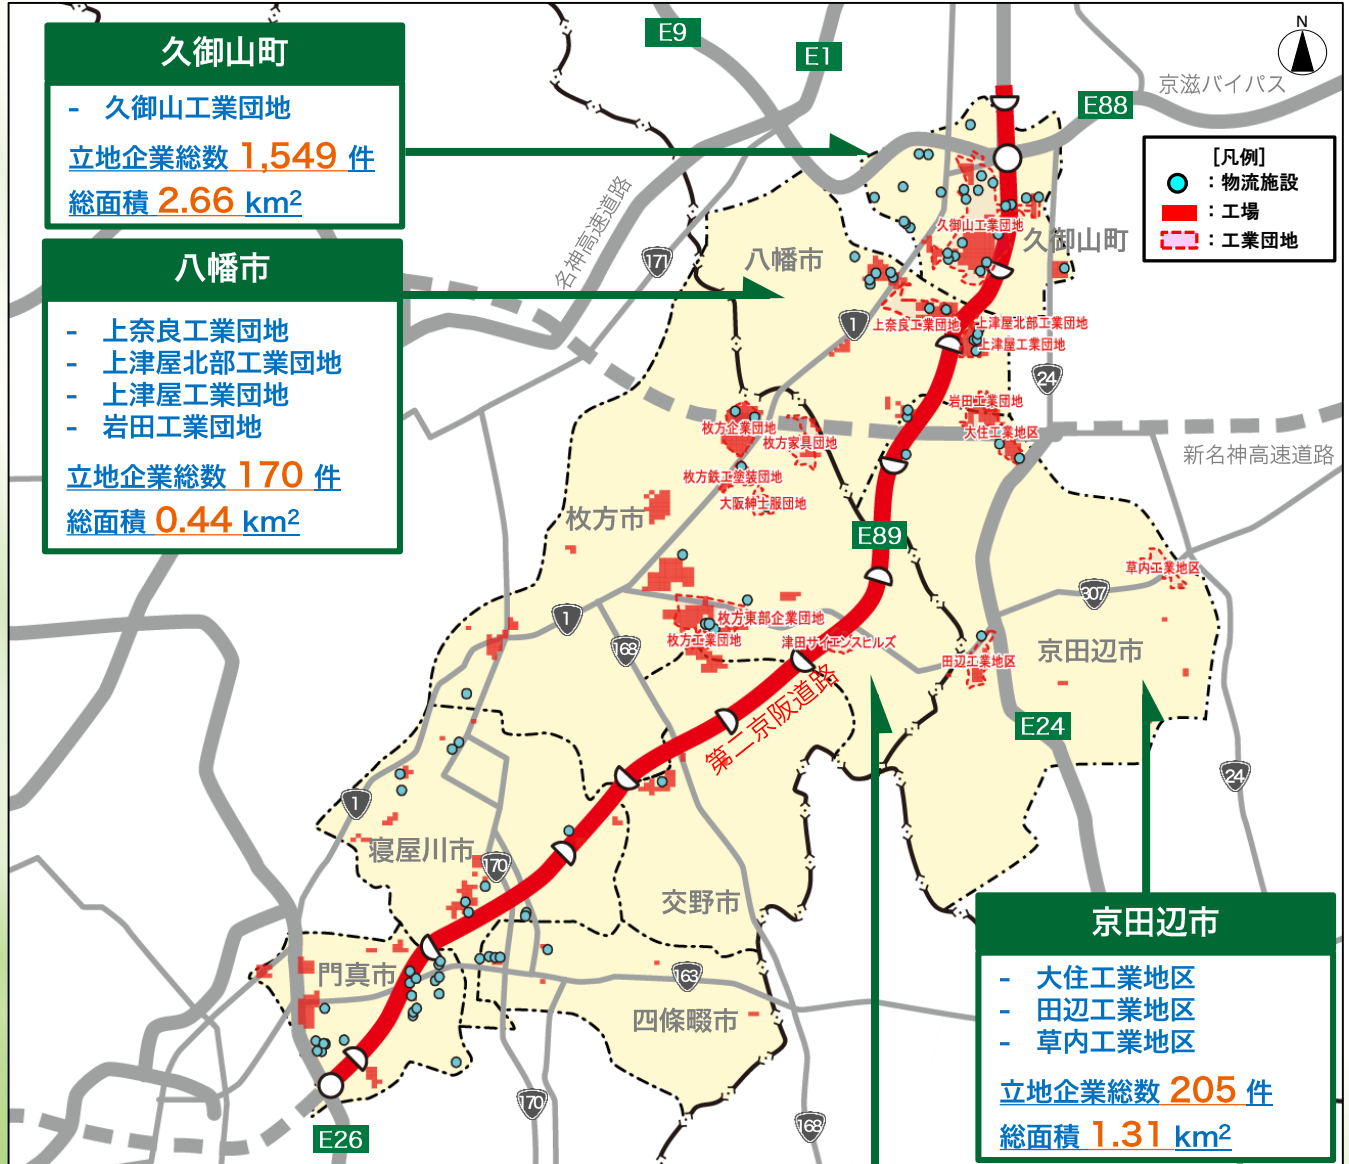 久御山町
- 久御山工業団地
立地企業総数 1,549 件
総面積 2.66 km²
八幡市
- 上奈良工業団地
- 上津屋北部工業団地
- 上津屋工業団地
- 岩田工業団地
立地企業総数 170 件
総面積 0.44 km²
E9
E1
N
京滋バイパス
E88
[凡例]
：物流施設
：工場
：工業団地
名神高速道路
171
八幡市
久御山工業団地
久御山町
1
上奈良工業団地
上津屋北部工業団地
上津屋工業団地
24
岩田工業団地
大住工業地区
枚方企業団地
枚方家具団地
新名神高速道路
枚方鉄工塗装団地
大阪紳士服団地
枚方市
E89
草内工業地区
307
1
168
枚方東部企業団地
枚方工業団地
津田サイエンスヒルズ
田辺工業地区
京田辺市
第二京阪道路
E24
24
1
寝屋川市
170
交野市
門真市
163
四條畷市
170
168
E26
京田辺市
- 大住工業地区
- 田辺工業地区
- 草内工業地区
立地企業総数 205 件
総面積 1.31 km²